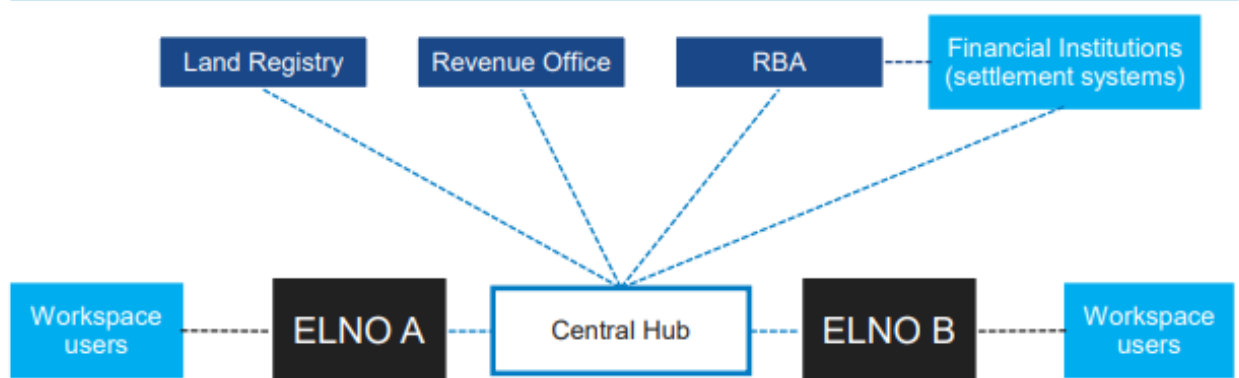 Land Registry
Revenue Office
RBA
Financial Institutions
(settlement systems)
Workspace
users
ELNO A
Central Hub
ELNO B
Workspace
users